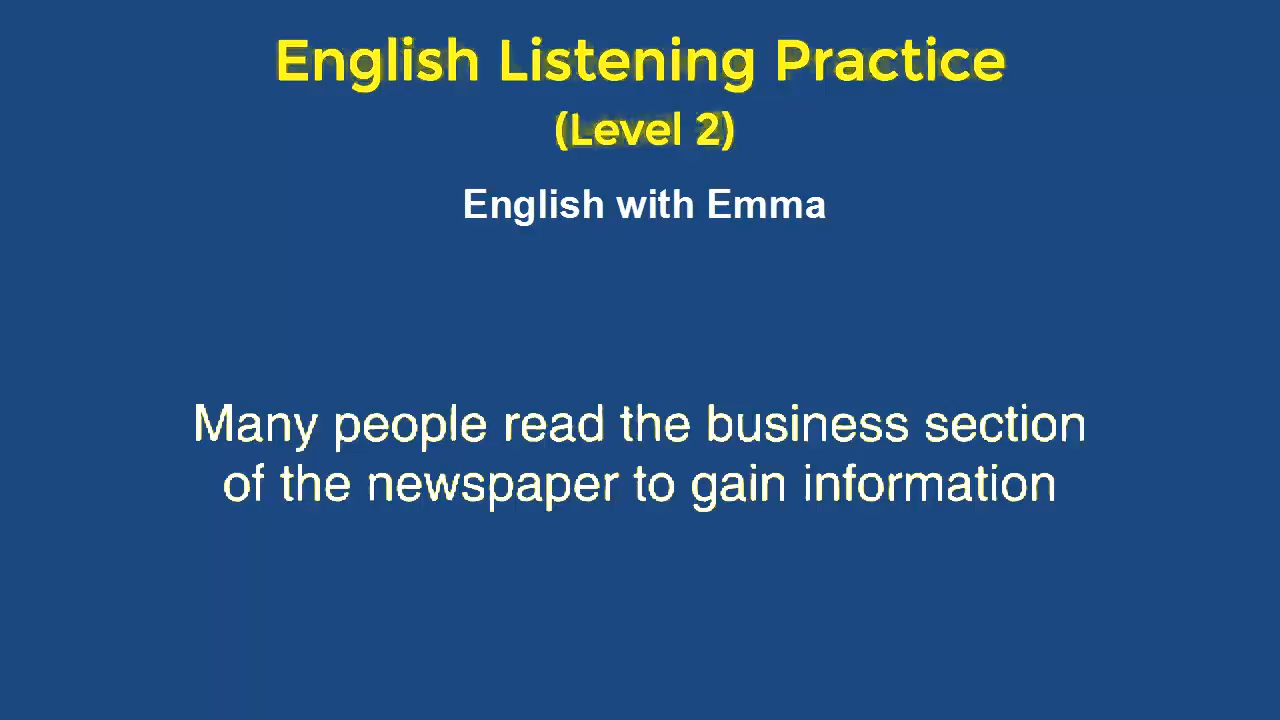 English Listening Practice
(Level 2)
English with Emma
Many people read the business section
of the newspaper to gain information